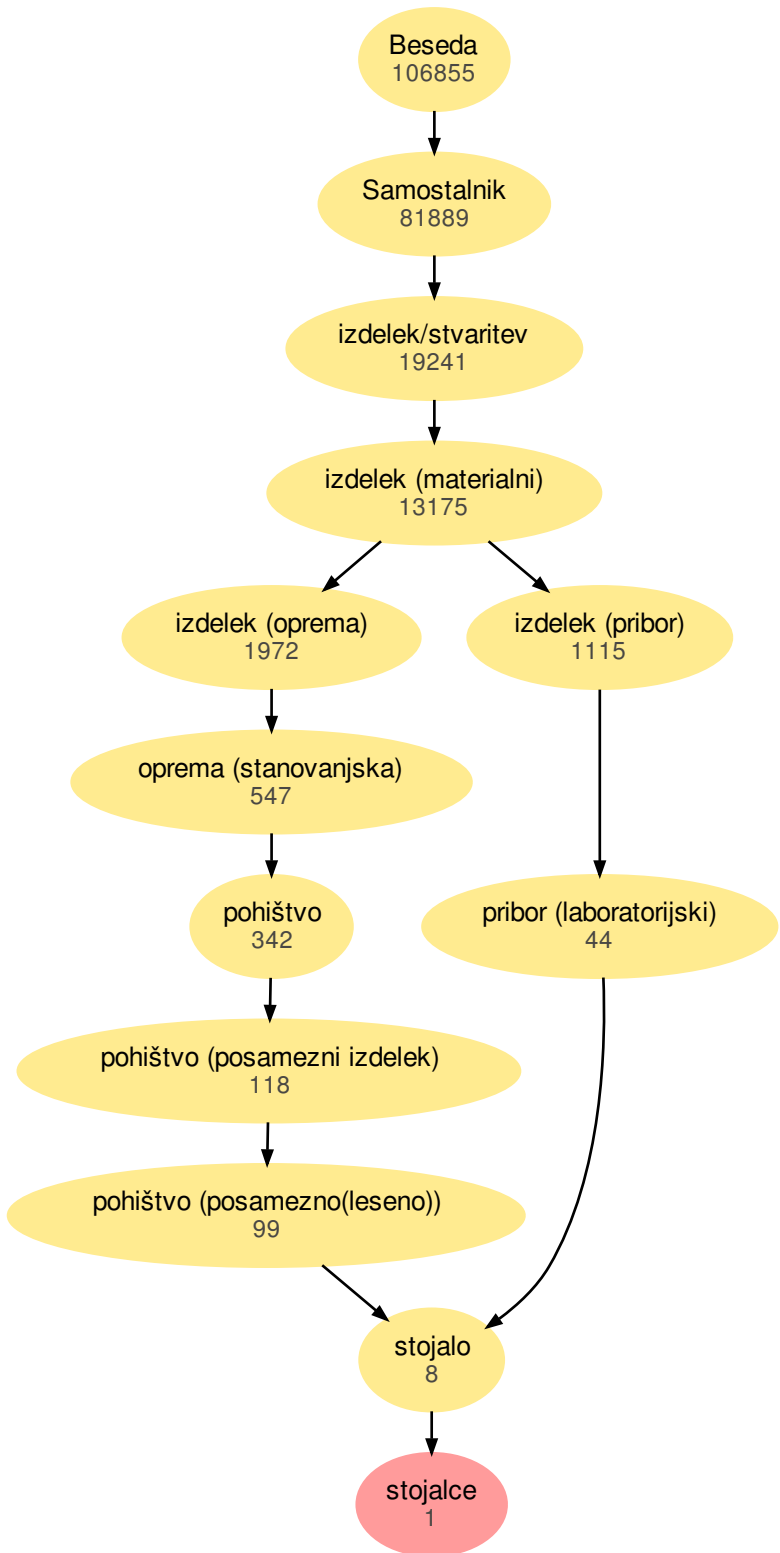 Beseda
106855
Samostalnik
81889
izdelek/stvaritev
19241
izdelek (materialni)
13175
izdelek (oprema)
1972
izdelek (pribor)
1115
oprema (stanovanjska)
547
pohištvo
342
pribor (laboratorijski)
44
pohištvo (posamezni izdelek)
118
pohištvo (posamezno(leseno))
99
stojalo
8
stojalce
1